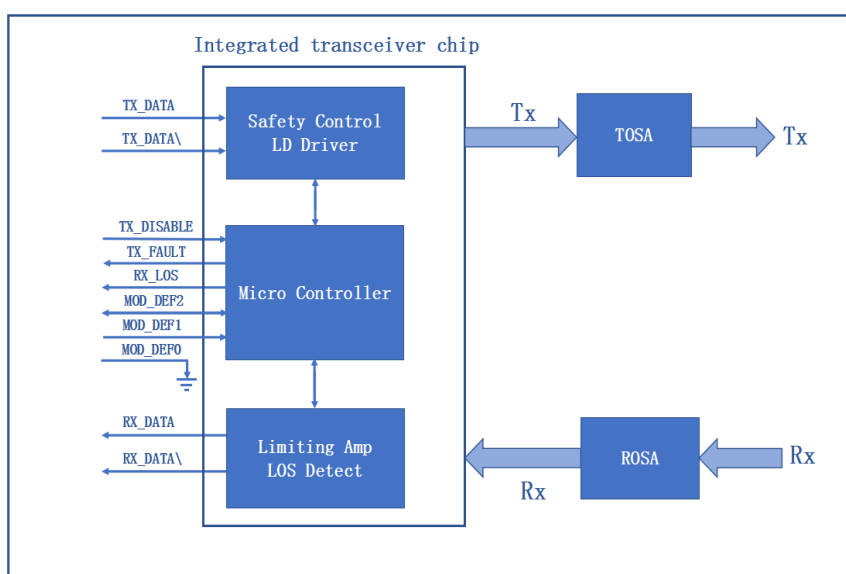 Integrated transceiver chip
TX_DATA
TX_DATA\
Safety Control
LD Driver
Tx
TOSA
Tx
TX_DISABLE
TX_FAULT
RX_LOS
MOD_DEF2
MOD_DEF1
MOD_DEF0
Micro Controller
RX_DATA
RX_DATA\
Limiting Amp
LOS Detect
Rx
ROSA
Rx